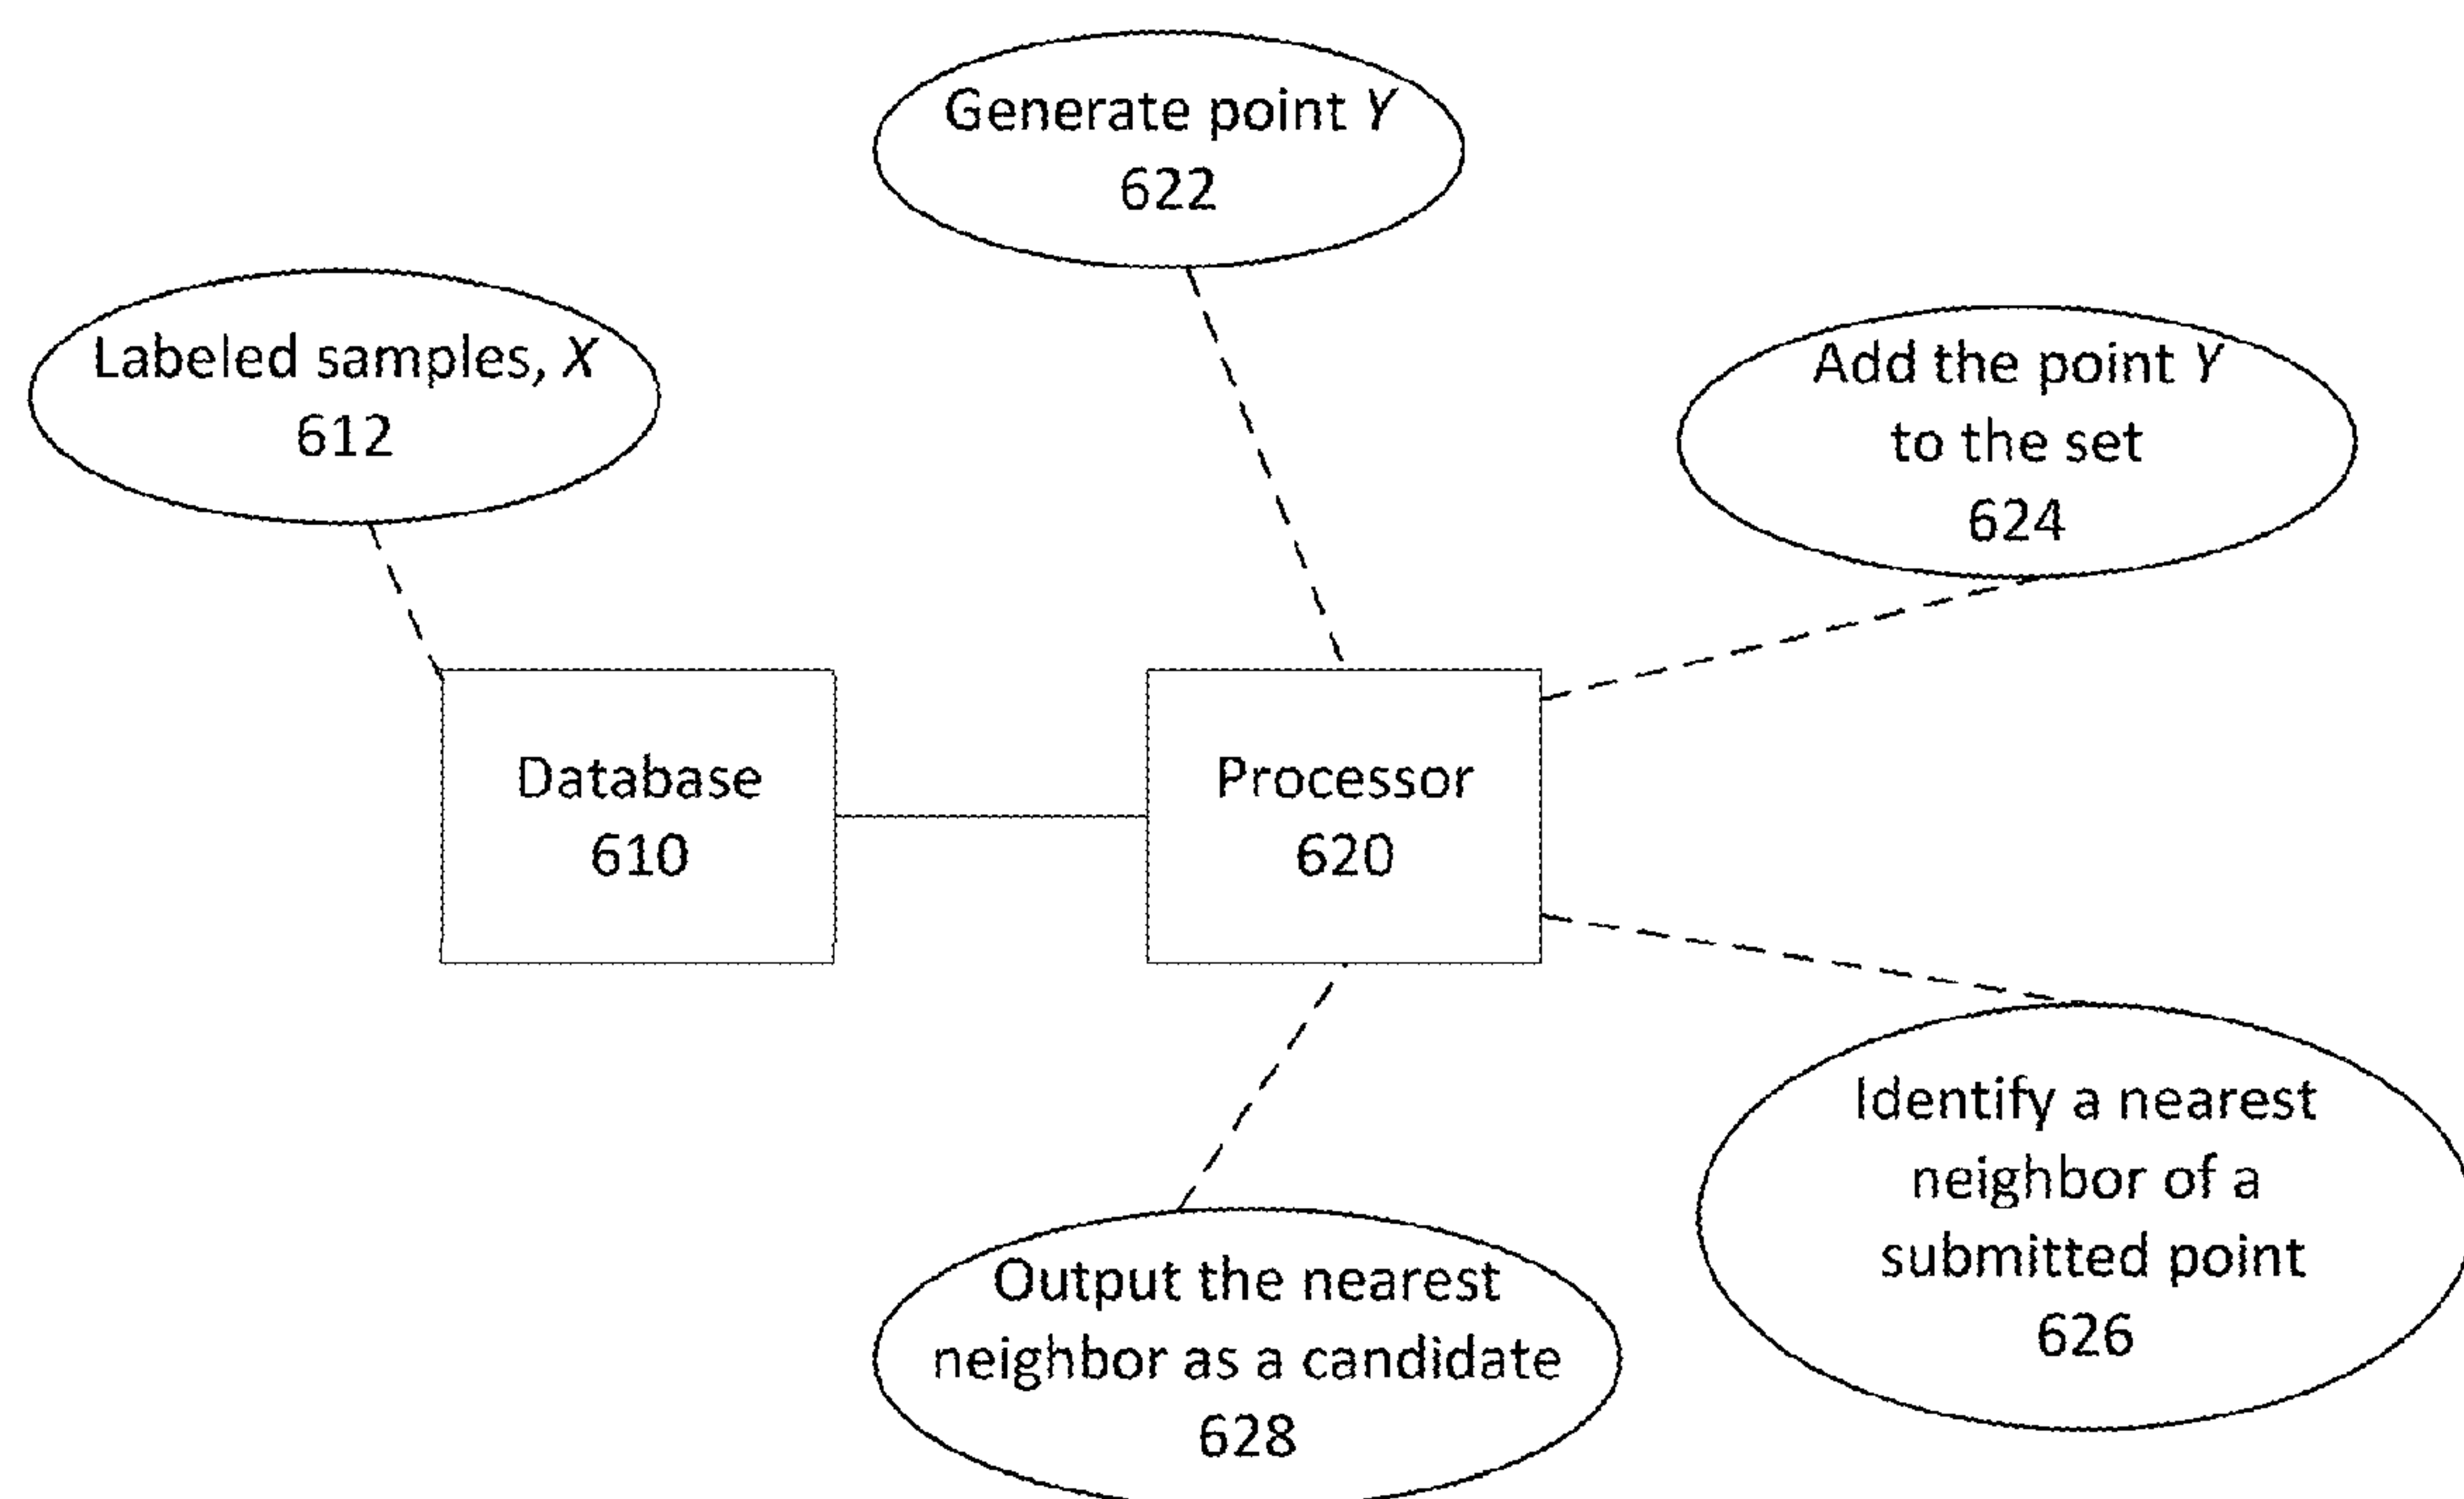 Generate point Y
622
Labeled samples, X
612
Add the point Y
to the set
624
Database
610
Processor
620
Identify a nearest
neighbor of a
submitted point
626
Output the nearest
neighbor as a candidate
628